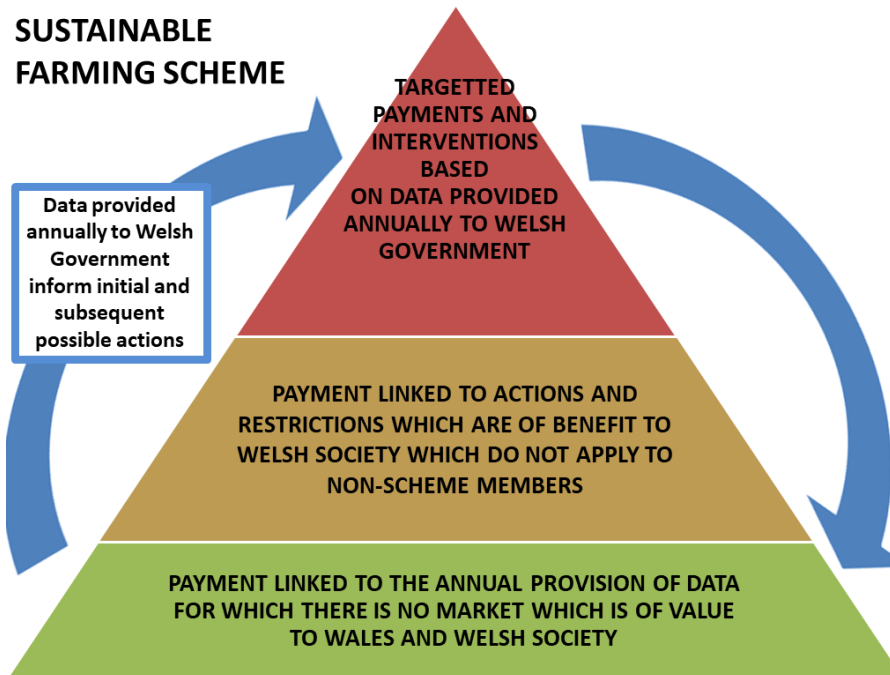 SUSTAINABLE
FARMING SCHEME
TARGETTED
PAYMENTS AND
INTERVENTIONS
BASED
ON DATA PROVIDED
ANNUALLY TO WELSH
GOVERNMENT
Data provided
annually to Welsh
Government
inform initial and
subsequent
possible actions
PAYMENT LINKED TO ACTIONS AND
RESTRICTIONS WHICH ARE OF BENEFIT TO
WELSH SOCIETY WHICH DO NOT APPLY TO
NON-SCHEME MEMBERS
PAYMENT LINKED TO THE ANNUAL PROVISION OF DATA
FOR WHICH THERE IS NO MARKET WHICH IS OF VALUE
TO WALES AND WELSH SOCIETY